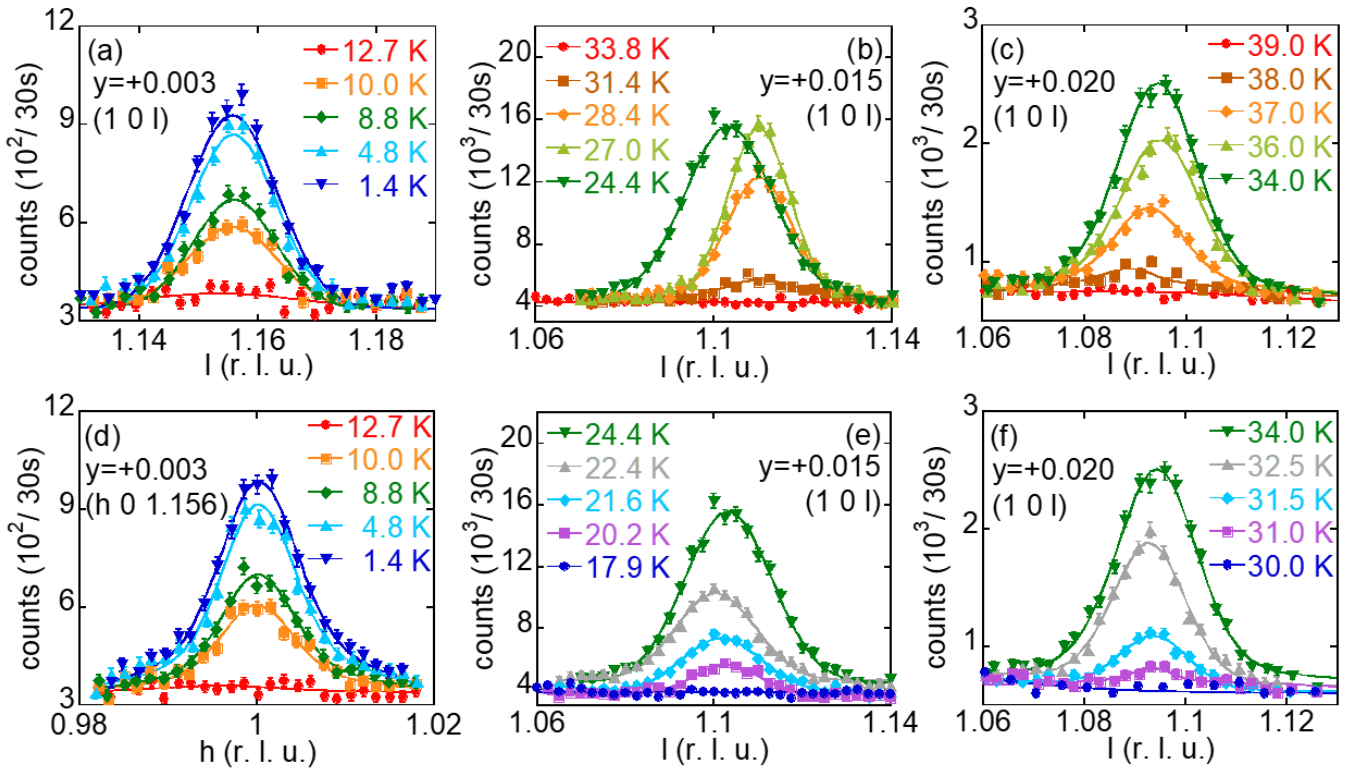 12
9
6
3
counts (10²/ 30s)
(a)
y=+0.003
(1 0 l)
12.7 K
10.0 K
8.8 K
4.8 K
1.4 K
1.14 1.16 1.18
l (r. l. u.)
20
16
12
8
4
counts (10³/ 30s)
(b)
y=+0.015
(1 0 l)
33.8 K
31.4 K
28.4 K
27.0 K
24.4 K
1.06 1.1 1.14
l (r. l. u.)
3
2
1
counts (10³/ 30s)
(c)
y=+0.020
(1 0 l)
39.0 K
38.0 K
37.0 K
36.0 K
34.0 K
1.06 1.08 1.1 1.12
l (r. l. u.)
12
9
6
3
counts (10²/ 30s)
(d)
y=+0.003
(h 0 1.156)
12.7 K
10.0 K
8.8 K
4.8 K
1.4 K
0.98 1 1.02
h (r. l. u.)
20
16
12
8
4
counts (10³/ 30s)
(e)
y=+0.015
(1 0 l)
24.4 K
22.4 K
21.6 K
20.2 K
17.9 K
1.06 1.1 1.14
l (r. l. u.)
3
2
1
counts (10³/ 30s)
(f)
y=+0.020
(1 0 l)
34.0 K
32.5 K
31.5 K
31.0 K
30.0 K
1.06 1.08 1.1 1.12
l (r. l. u.)